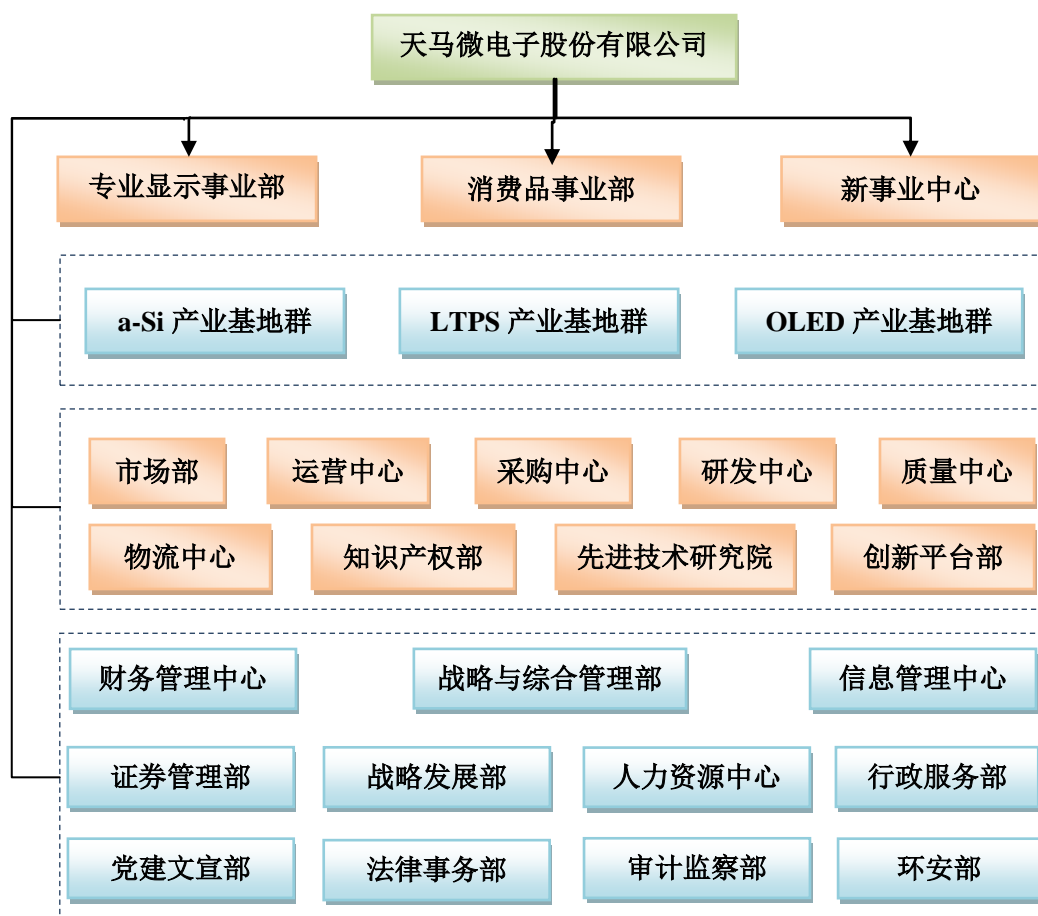 天马微电子股份有限公司
专业显示事业部
消费品事业部
新事业中心
a-Si 产业基地群
LTPS 产业基地群
OLED 产业基地群
市场部
运营中心
采购中心
研发中心
质量中心
物流中心
知识产权部
先进技术研究院
创新平台部
财务管理中心
战略与综合管理部
信息管理中心
证券管理部
战略发展部
人力资源中心
行政服务部
党建文宣部
法律事务部
审计监察部
环安部